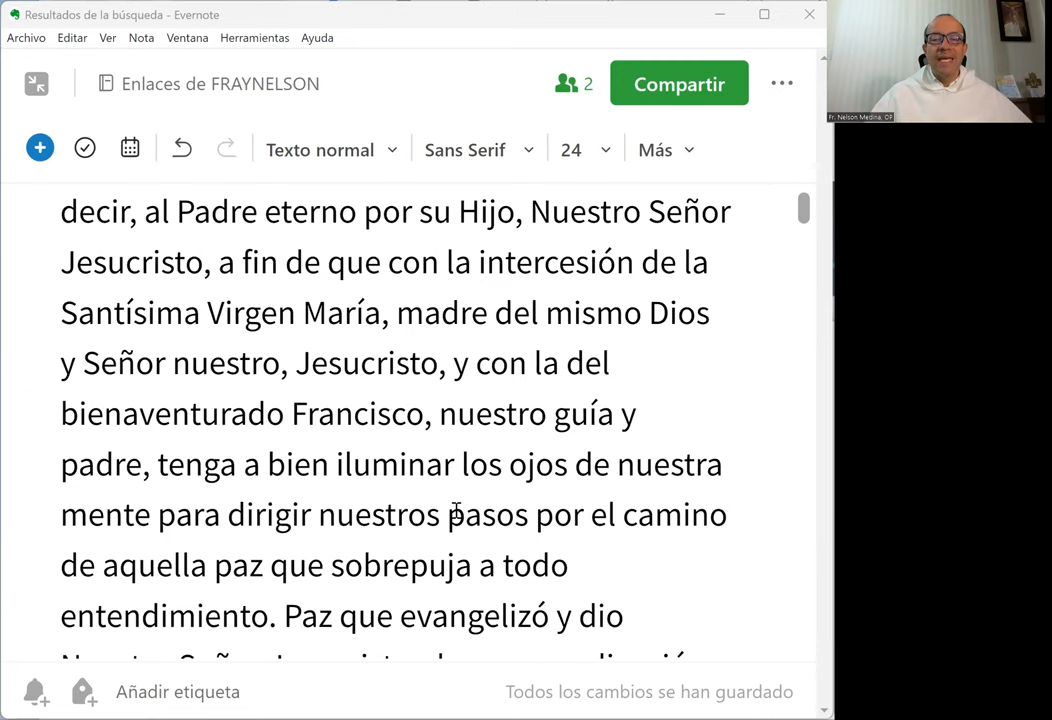 Resultados de la búsqueda - Evernote
Archivo Editar Ver Nota Ventana Herramientas Ayuda
Enlaces de FRAYNELSON 2 Compartir
Texto normal Sans Serif 24 Más
decir, al Padre eterno por su Hijo, Nuestro Señor
Jesucristo, a fin de que con la intercesión de la
Santísima Virgen María, madre del mismo Dios
y Señor nuestro, Jesucristo, y con la del
bienaventurado Francisco, nuestro guía y
padre, tenga a bien iluminar los ojos de nuestra
mente para dirigir nuestros pasos por el camino
de aquella paz que sobrepuja a todo
entendimiento. Paz que evangelizó y dio
Añadir etiqueta Todos los cambios se han guardado
Fr. Nelson Medina, OP